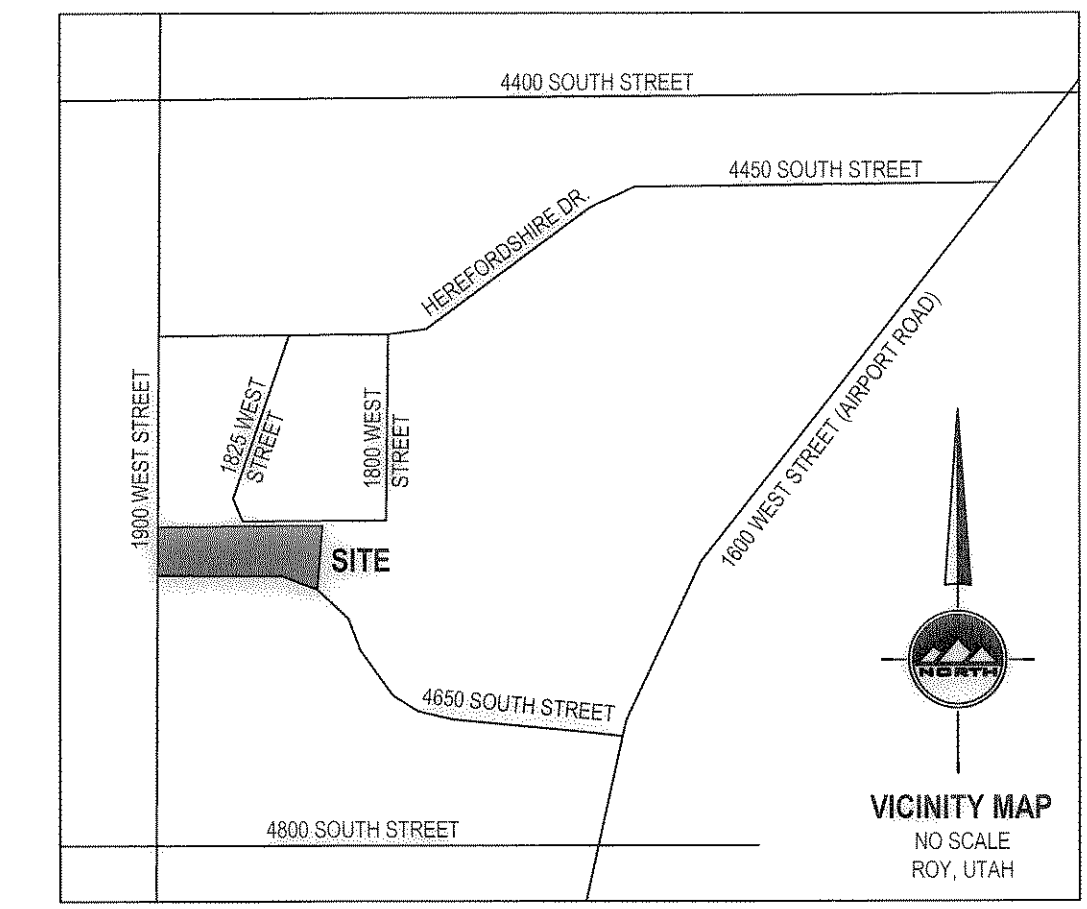 4400 SOUTH STREET
4450 SOUTH STREET
HEREFORDSHIRE DR.
1600 WEST STREET (AIRPORT ROAD)
1900 WEST STREET
1825 WEST
STREET
1800 WEST
STREET
SITE
4650 SOUTH STREET
NORTH
4800 SOUTH STREET
VICINITY MAP
NO SCALE
ROY, UTAH